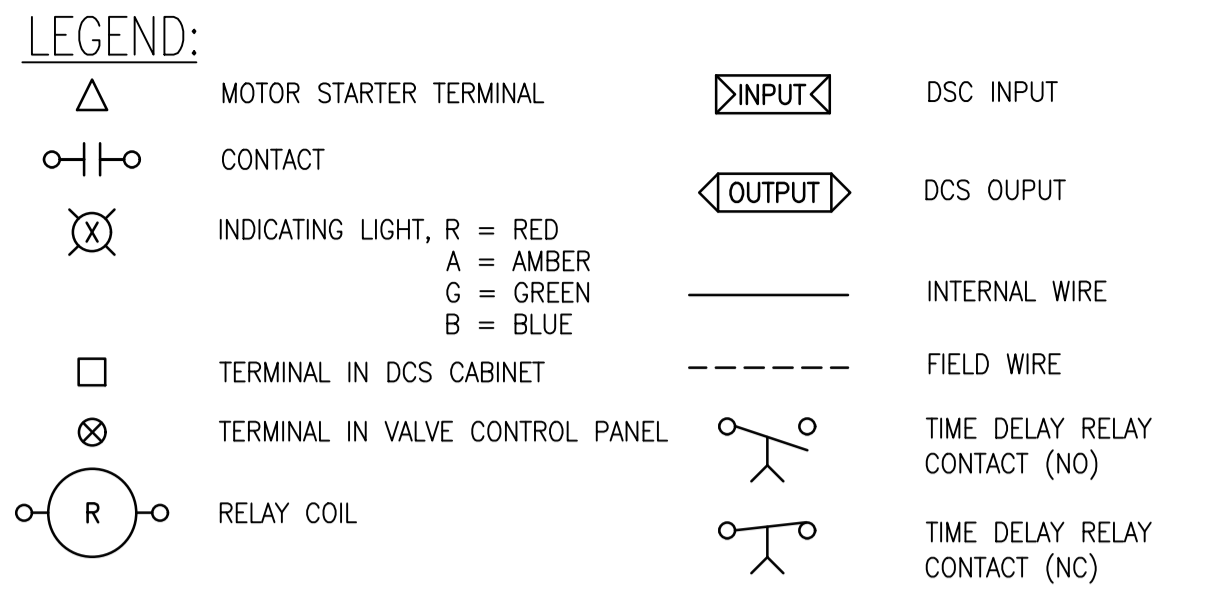 LEGEND:
MOTOR STARTER TERMINAL
CONTACT
X
INDICATING LIGHT, R = RED
A = AMBER
G = GREEN
B = BLUE
TERMINAL IN DCS CABINET
TERMINAL IN VALVE CONTROL PANEL
R
RELAY COIL
INPUT
DSC INPUT
OUTPUT
DCS OUPUT
INTERNAL WIRE
FIELD WIRE
TIME DELAY RELAY
CONTACT (NO)
TIME DELAY RELAY
CONTACT (NC)